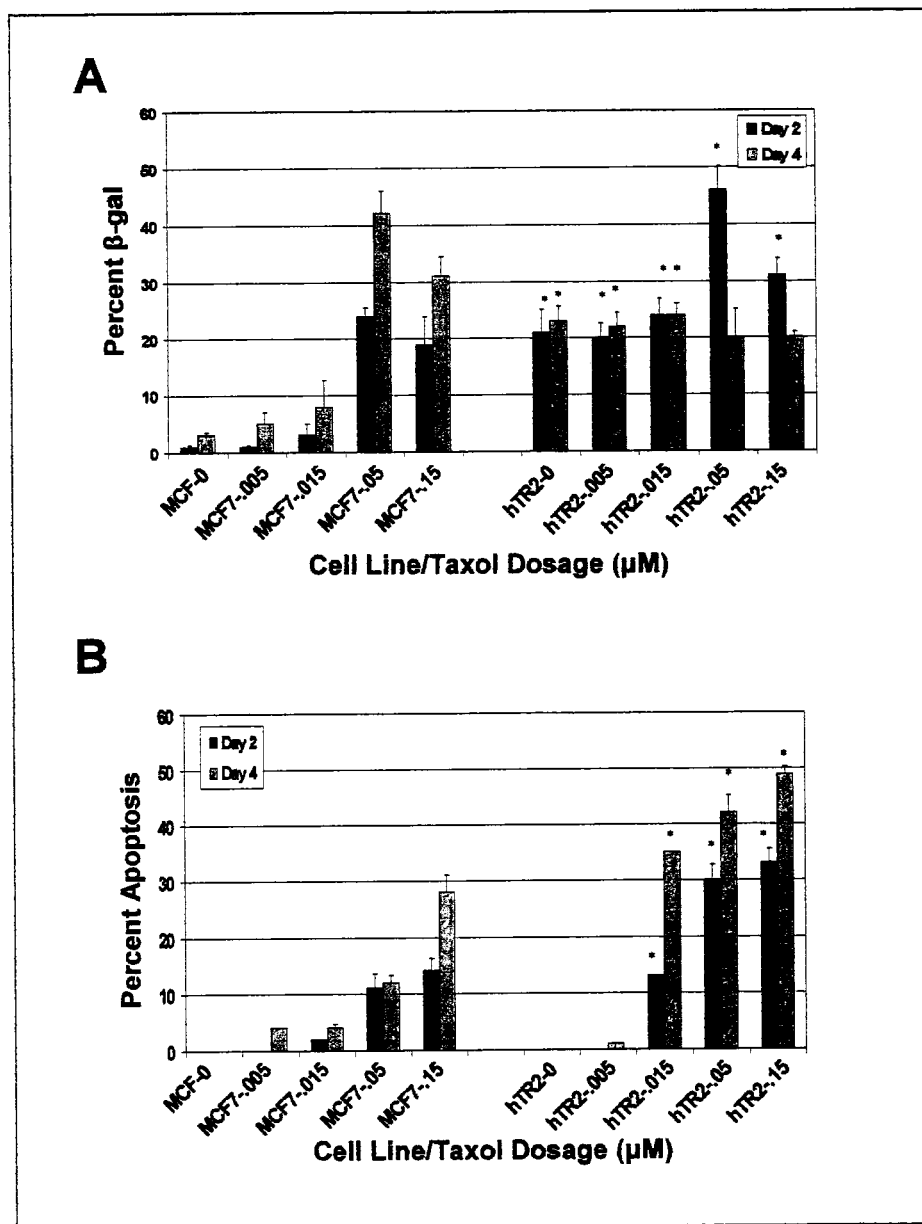 A
60
50
40
30
20
10
0
Percent β-gal
Day 2
Day 4
*
* *
* *
* *
*
*
MCF-0
MCF7-.005
MCF7-.015
MCF7-.05
MCF7-.15
hTR2-0
hTR2-.005
hTR2-.015
hTR2-.05
hTR2-.15
Cell Line/Taxol Dosage (µM)
B
60
50
40
30
20
10
0
Percent Apoptosis
Day 2
Day 4
*
*
*
*
*
*
MCF-0
MCF7-.005
MCF7-.015
MCF7-.05
MCF7-.15
hTR2-0
hTR2-.005
hTR2-.015
hTR2-.05
hTR2-.15
Cell Line/Taxol Dosage (µM)